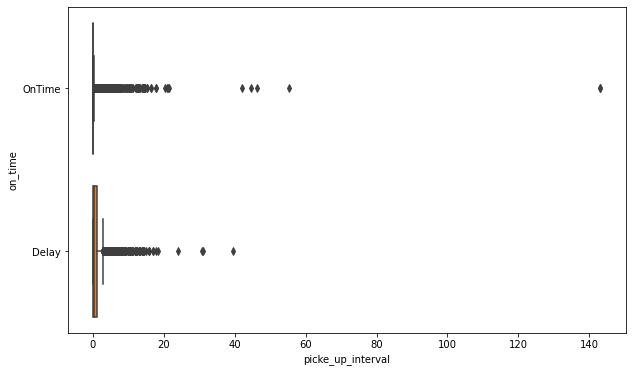 OnTime
on_time
Delay
0 20 40 60 80 100 120 140
picke_up_interval